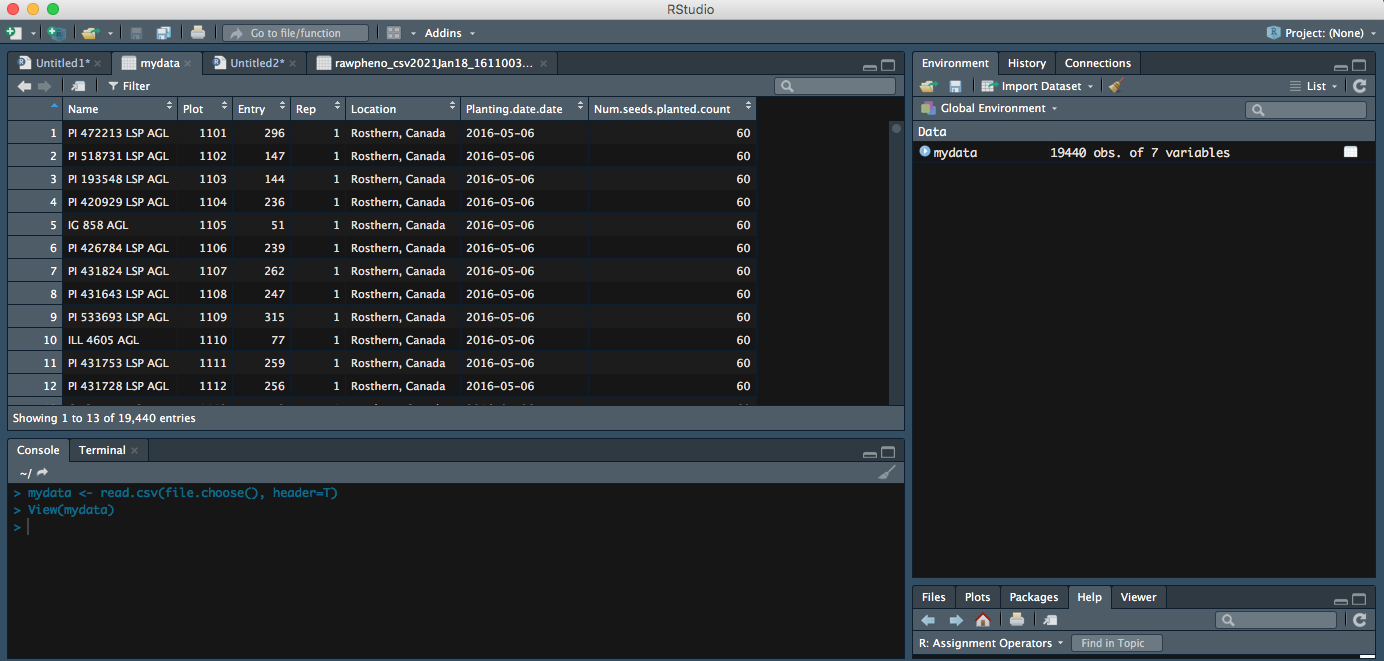 RStudio
Go to file/function
Addins
Project: (None)
Untitled1*
mydata
Untitled2*
rawpheno_csv2021Jan18_1611003...
Filter
Name Plot Entry Rep Location Planting.date.date Num.seeds.planted.count
1 PI 472213 LSP AGL 1101 296 1 Rosthern, Canada 2016-05-06 60
2 PI 518731 LSP AGL 1102 147 1 Rosthern, Canada 2016-05-06 60
3 PI 193548 LSP AGL 1103 144 1 Rosthern, Canada 2016-05-06 60
4 PI 420929 LSP AGL 1104 236 1 Rosthern, Canada 2016-05-06 60
5 IG 858 AGL 1105 51 1 Rosthern, Canada 2016-05-06 60
6 PI 426784 LSP AGL 1106 239 1 Rosthern, Canada 2016-05-06 60
7 PI 431824 LSP AGL 1107 262 1 Rosthern, Canada 2016-05-06 60
8 PI 431643 LSP AGL 1108 247 1 Rosthern, Canada 2016-05-06 60
9 PI 533693 LSP AGL 1109 315 1 Rosthern, Canada 2016-05-06 60
10 ILL 4605 AGL 1110 77 1 Rosthern, Canada 2016-05-06 60
11 PI 431753 LSP AGL 1111 259 1 Rosthern, Canada 2016-05-06 60
12 PI 431728 LSP AGL 1112 256 1 Rosthern, Canada 2016-05-06 60
Showing 1 to 13 of 19,440 entries
Console Terminal
~/
> mydata <- read.csv(file.choose(), header=T)
> View(mydata)
>
Environment History Connections
Import Dataset
List
Global Environment
Data
mydata 19440 obs. of 7 variables
Files Plots Packages Help Viewer
R: Assignment Operators
Find in Topic